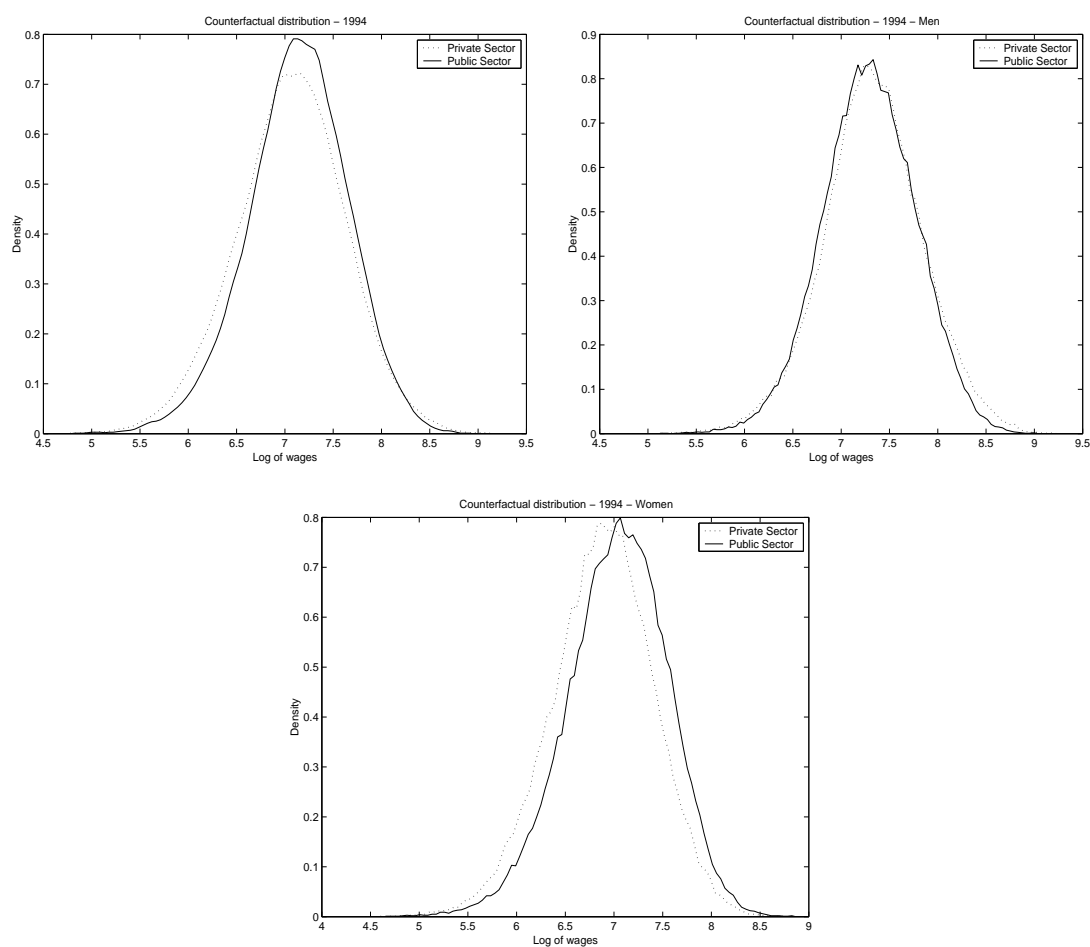 Counterfactual distribution − 1994
Private Sector
Public Sector
0.8
0.7
0.6
0.5
0.4
0.3
0.2
0.1
0
Density
4.5 5 5.5 6 6.5 7 7.5 8 8.5 9 9.5
Log of wages
Counterfactual distribution − 1994 − Men
Private Sector
Public Sector
0.9
0.8
0.7
0.6
0.5
0.4
0.3
0.2
0.1
0
Density
4.5 5 5.5 6 6.5 7 7.5 8 8.5 9 9.5
Log of wages
Counterfactual distribution − 1994 − Women
Private Sector
Public Sector
0.8
0.7
0.6
0.5
0.4
0.3
0.2
0.1
0
Density
4 4.5 5 5.5 6 6.5 7 7.5 8 8.5 9
Log of wages